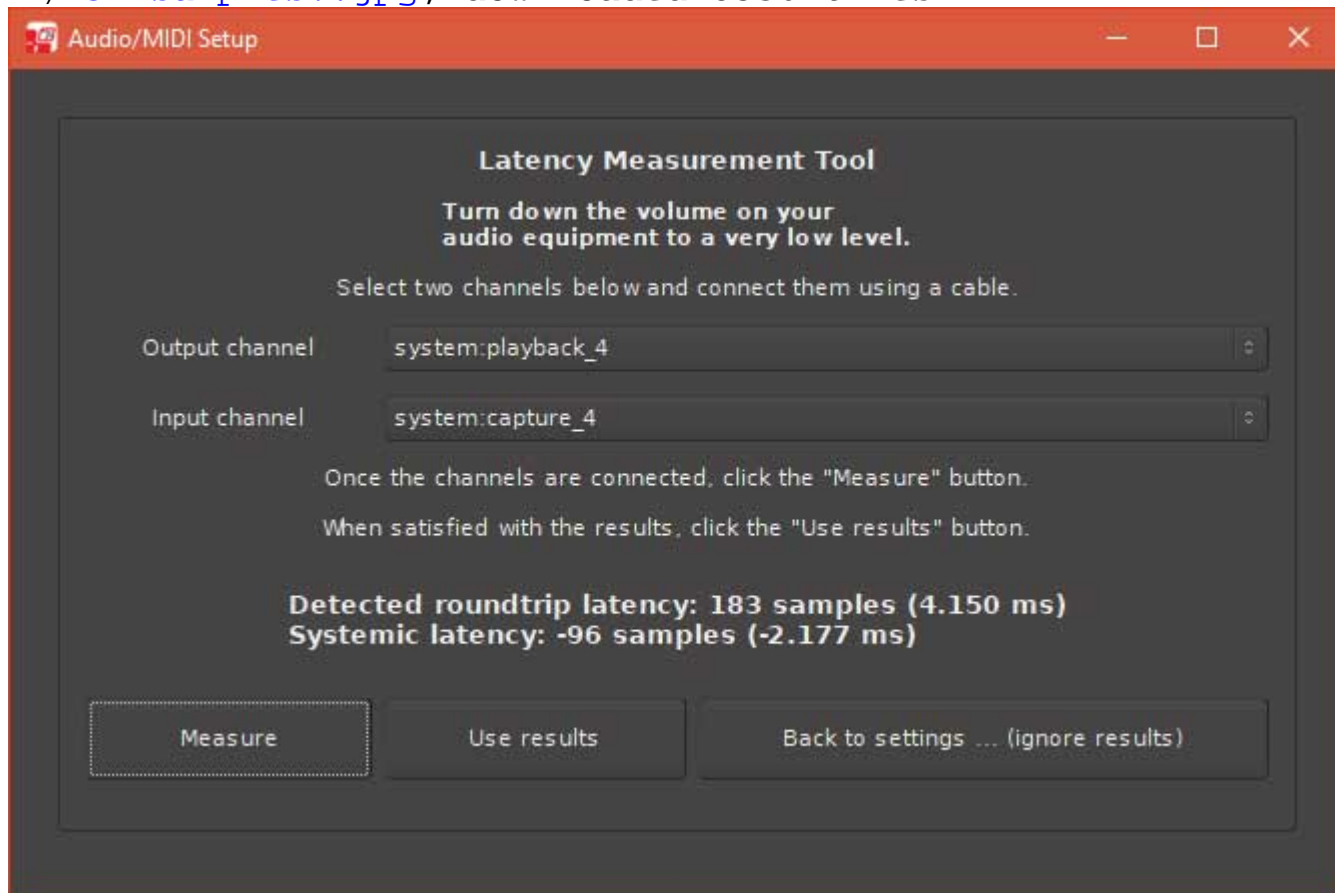 Audio/MIDI Setup
Latency Measurement Tool
Turn down the volume on your
audio equipment to a very low level.
Select two channels below and connect them using a cable.
Output channel system:playback_4
Input channel system:capture_4
Once the channels are connected, click the "Measure" button.
When satisfied with the results, click the "Use results" button.
Detected roundtrip latency: 183 samples (4.150 ms)
Systemic latency: -96 samples (-2.177 ms)
Measure Use results Back to settings ... (ignore results)